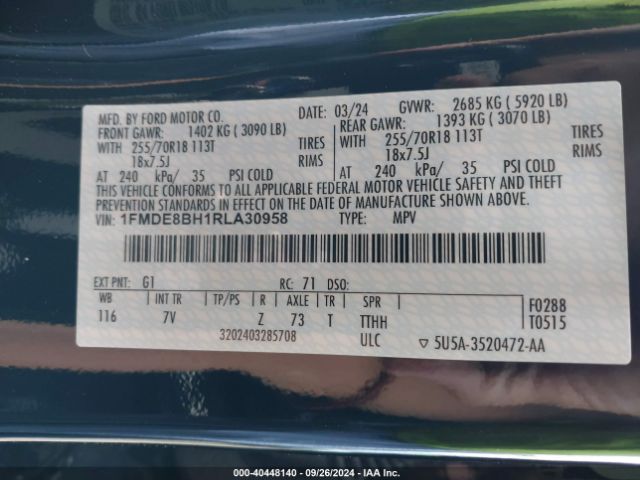 MFD. BY FORD MOTOR CO. DATE: 03/24 GVWR: 2685 KG ( 5920 LB)
FRONT GAWR: 1402 KG ( 3090 LB) REAR GAWR: 1393 KG ( 3070 LB)
WITH 255/70R18 113T TIRES WITH 255/70R18 113T TIRES
18x7.5J RIMS 18x7.5J RIMS
AT 240 kPa/ 35 PSI COLD AT 240 kPa/ 35 PSI COLD
THIS VEHICLE CONFORMS TO ALL APPLICABLE FEDERAL MOTOR VEHICLE SAFETY AND THEFT
PREVENTION STANDARDS IN EFFECT ON THE DATE OF MANUFACTURE SHOWN ABOVE.
VIN: 1FMDE8BH1RLA30958 TYPE: MPV
EXT PNT: G1 RC: 71 DSO:
WB INT TR TP/PS R AXLE TR SPR F0288
116 7V Z 73 T TTHH T0515
3202403285708 ULC 5U5A-3520472-AA
000-40448140 - 09/26/2024 - IAA Inc.